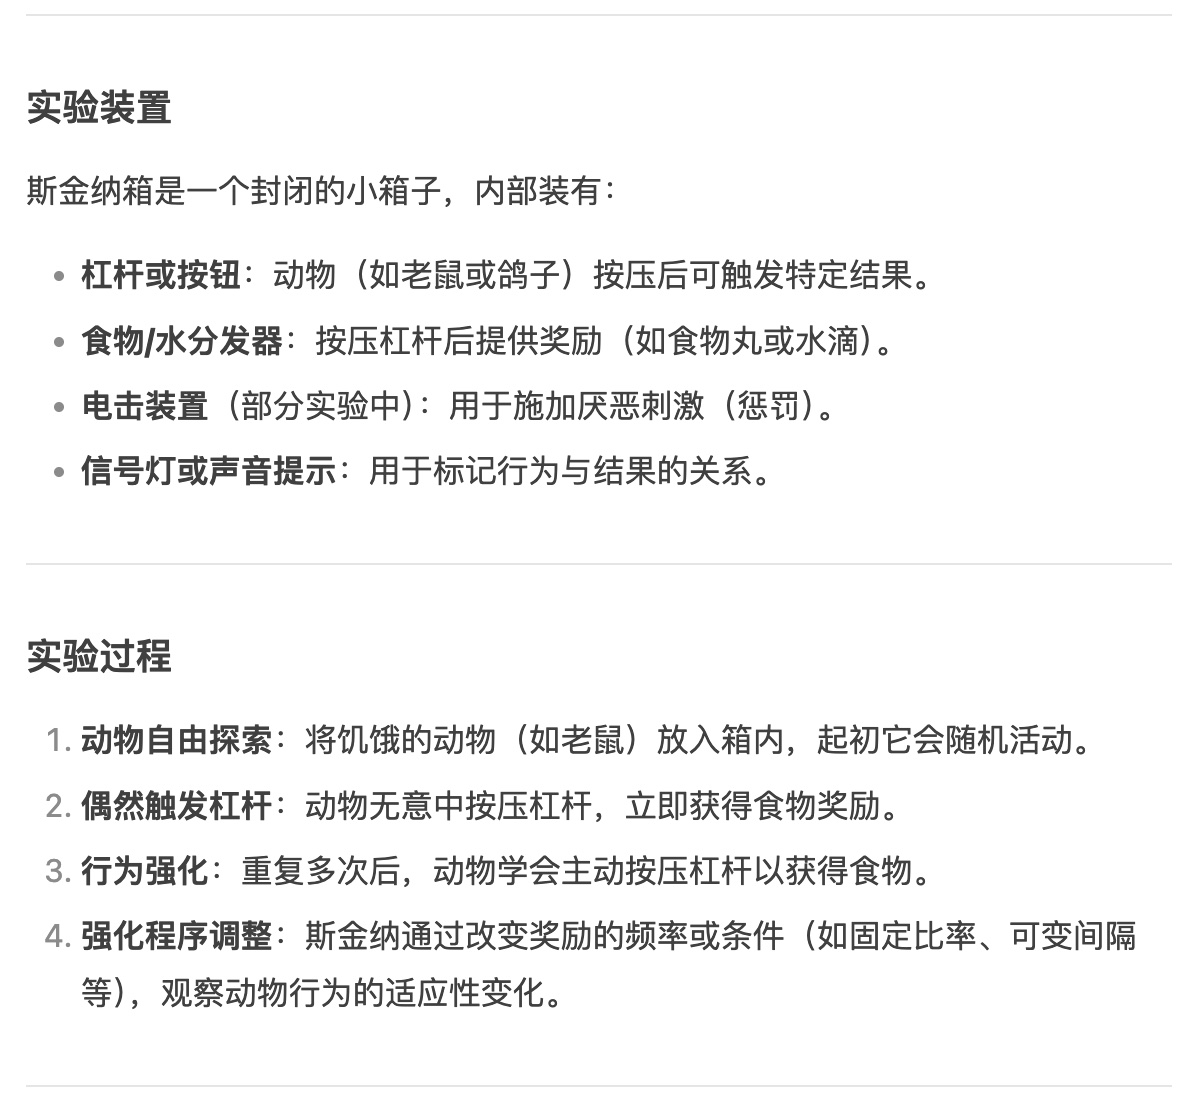 实验装置
斯金纳箱是一个封闭的小箱子，内部装有：
• 杠杆或按钮：动物（如老鼠或鸽子）按压后可触发特定结果。
• 食物/水分发器：按压杠杆后提供奖励（如食物丸或水滴）。
• 电击装置（部分实验中）：用于施加厌恶刺激（惩罚）。
• 信号灯或声音提示：用于标记行为与结果的关系。
实验过程
1. 动物自由探索：将饥饿的动物（如老鼠）放入箱内，起初它会随机活动。
2. 偶然触发杠杆：动物无意中按压杠杆，立即获得食物奖励。
3. 行为强化：重复多次后，动物学会主动按压杠杆以获得食物。
4. 强化程序调整：斯金纳通过改变奖励的频率或条件（如固定比率、可变间隔
等），观察动物行为的适应性变化。